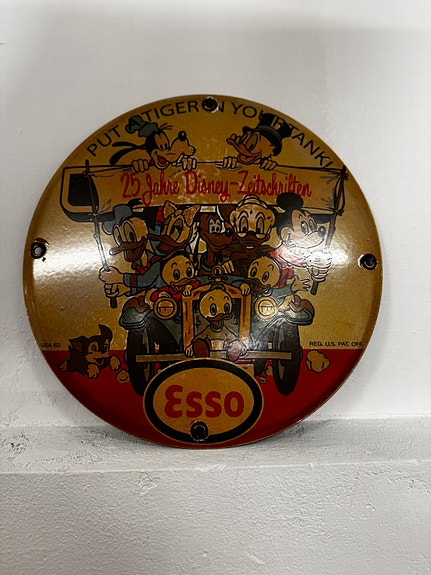 PUT A TIGER IN YOUR TANK!
25 Jahre Disney-Zeitschriften
USA 62
REG. U.S. PAT. OFF.
Esso